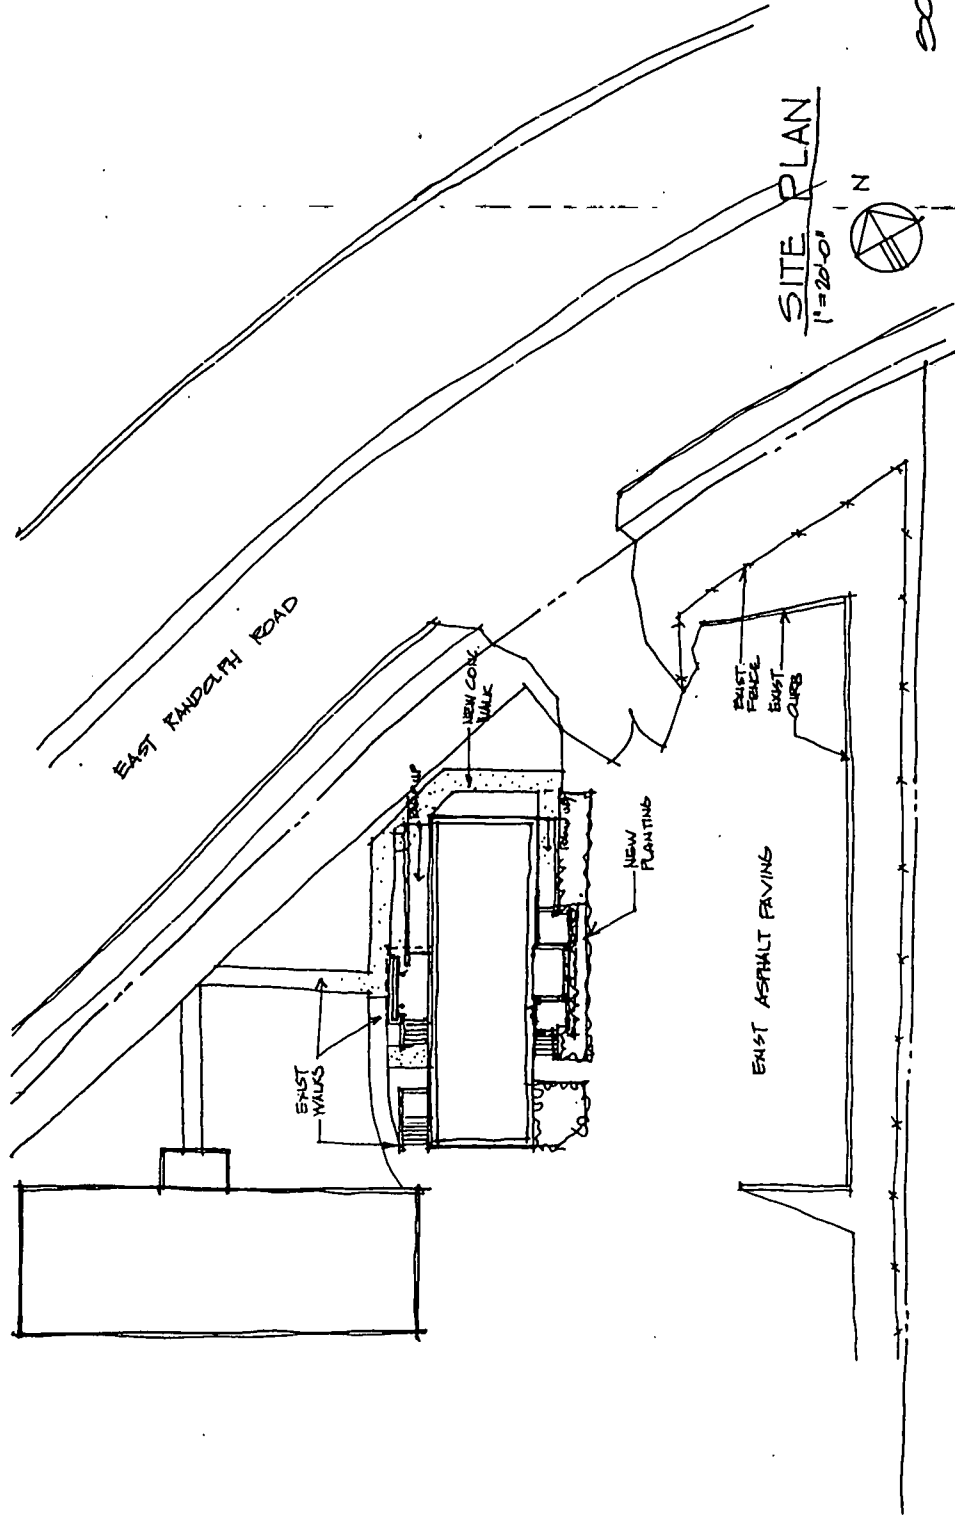 EAST RANDOLPH ROAD
NEW CONC.
WALK
EXIST
WALKS
NEW
PLANTING
EXIST.
FENCE
EXIST
CURB
EXIST ASPHALT PAVING
SITE PLAN
1"=20'-0"
N